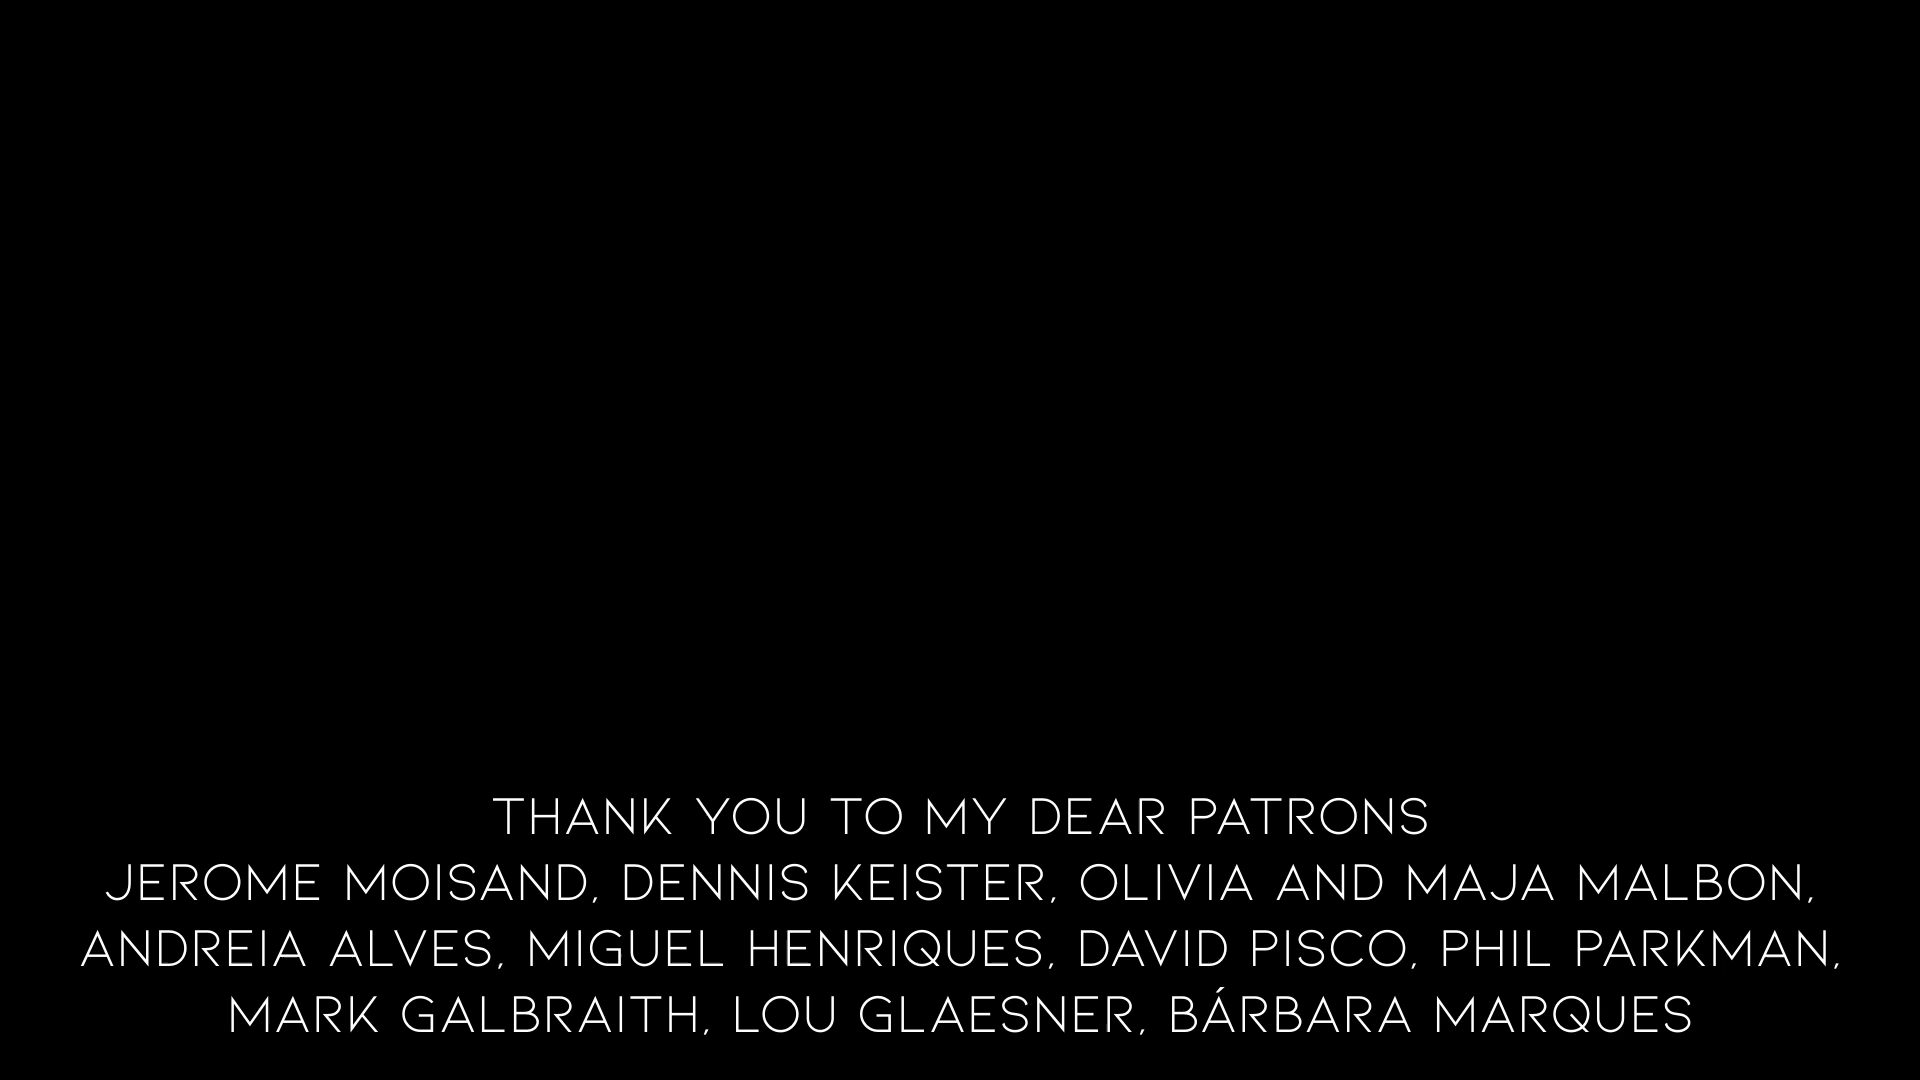 THANK YOU TO MY DEAR PATRONS
JEROME MOISAND, DENNIS KEISTER, OLIVIA AND MAJA MALBON,
ANDREIA ALVES, MIGUEL HENRIQUES, DAVID PISCO, PHIL PARKMAN,
MARK GALBRAITH, LOU GLAESNER, BÁRBARA MARQUES